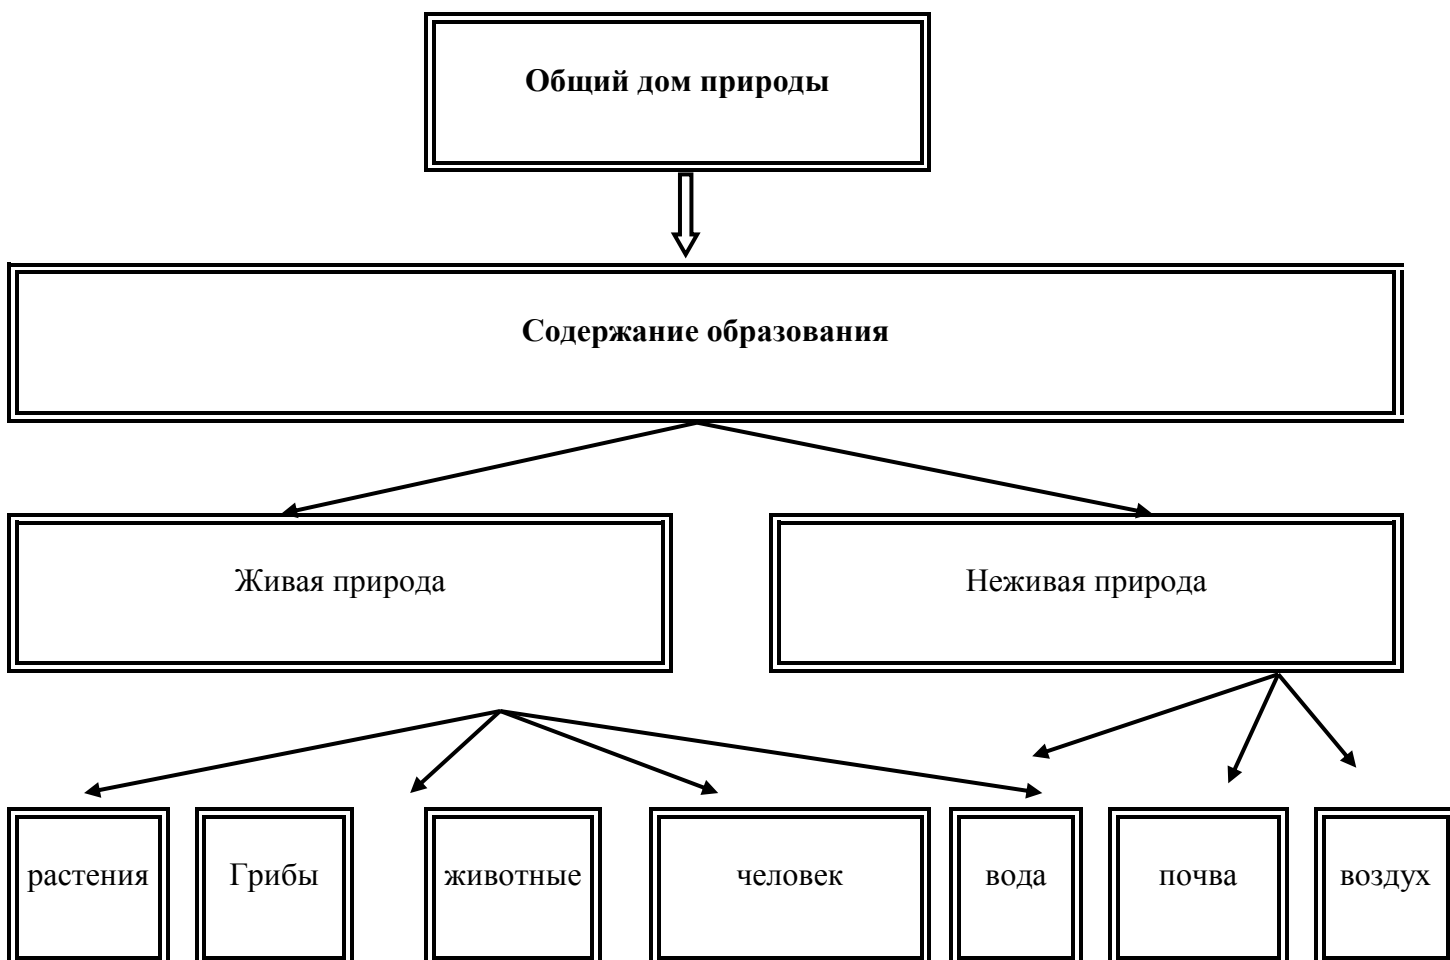 Общий дом природы
Содержание образования
Живая природа
Неживая природа
растения
Грибы
животные
человек
вода
почва
воздух